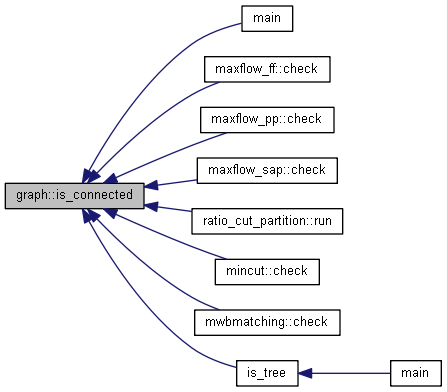 main
maxflow_ff::check
maxflow_pp::check
maxflow_sap::check
graph::is_connected
ratio_cut_partition::run
mincut::check
mwbmatching::check
is_tree
main